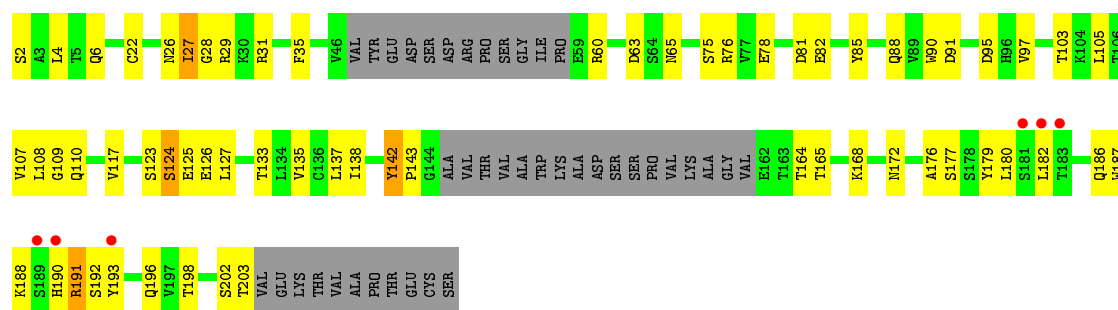 S2 A3 L4 T5 Q6 C22 N26 I27 G28 R29 K30 R31 F35 V46 VAL TYR GLU ASP SER ASP ARG PRO SER GLY ILE PRO E59 R60 D63 S64 N65 S75 R76 V77 E78 D81 E82 Y85 Q88 V89 W90 D91 D95 H96 V97 T103 K104 L105 T106
V107 L108 G109 Q110 V117 S123 S124 E125 E126 L127 T133 L134 V135 C136 L137 I138 Y142 P143 G144 ALA VAL THR VAL ALA TRP LYS ALA ASP SER SER PRO VAL LYS ALA GLY VAL E162 T163 T164 T165 K168 N172 A176 S177 S178 Y179 L180 S181 L182 T183 Q186 W187
K188 S189 H190 R191 S192 Y193 Q196 V197 T198 S202 T203 VAL GLU LYS THR VAL ALA PRO THR GLU CYS SER